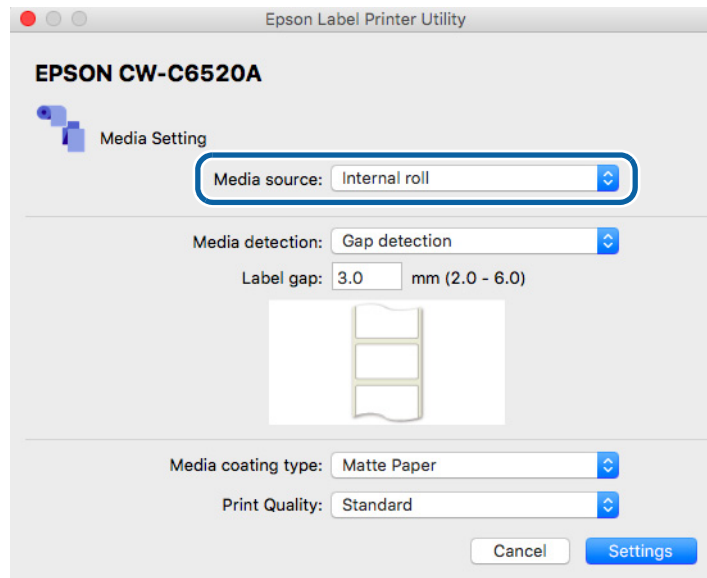 Epson Label Printer Utility
EPSON CW-C6520A
Media Setting
Media source: Internal roll
Media detection: Gap detection
Label gap: 3.0 mm (2.0 - 6.0)
Media coating type: Matte Paper
Print Quality: Standard
Cancel Settings